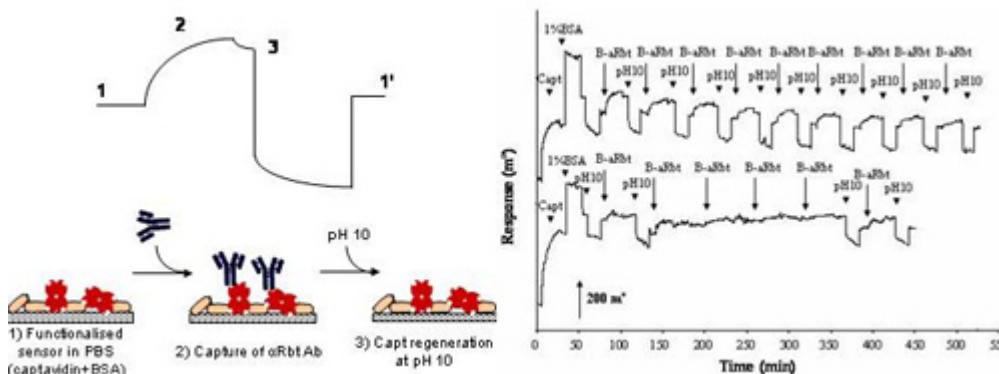 2
3
1
1'
pH 10
1) Functionalised
sensor in PBS
(captavidin+BSA)
2) Capture of αRbt Ab
3) Capt regeneration
at pH 10
1%BSA
B-aRbt B-aRbt B-aRbt B-aRbt B-aRbt B-aRbt B-aRbt B-aRbt B-aRbt
Capt
pH10 pH10 pH10 pH10 pH10 pH10 pH10 pH10 pH10
1%BSA
B-aRbt
pH10 pH10
B-aRbt B-aRbt B-aRbt B-aRbt
pH10
B-aRbt
pH10
Capt
200 m°
Response (m°)
0 50 100 150 200 250 300 350 400 450 500 55
Time (min)